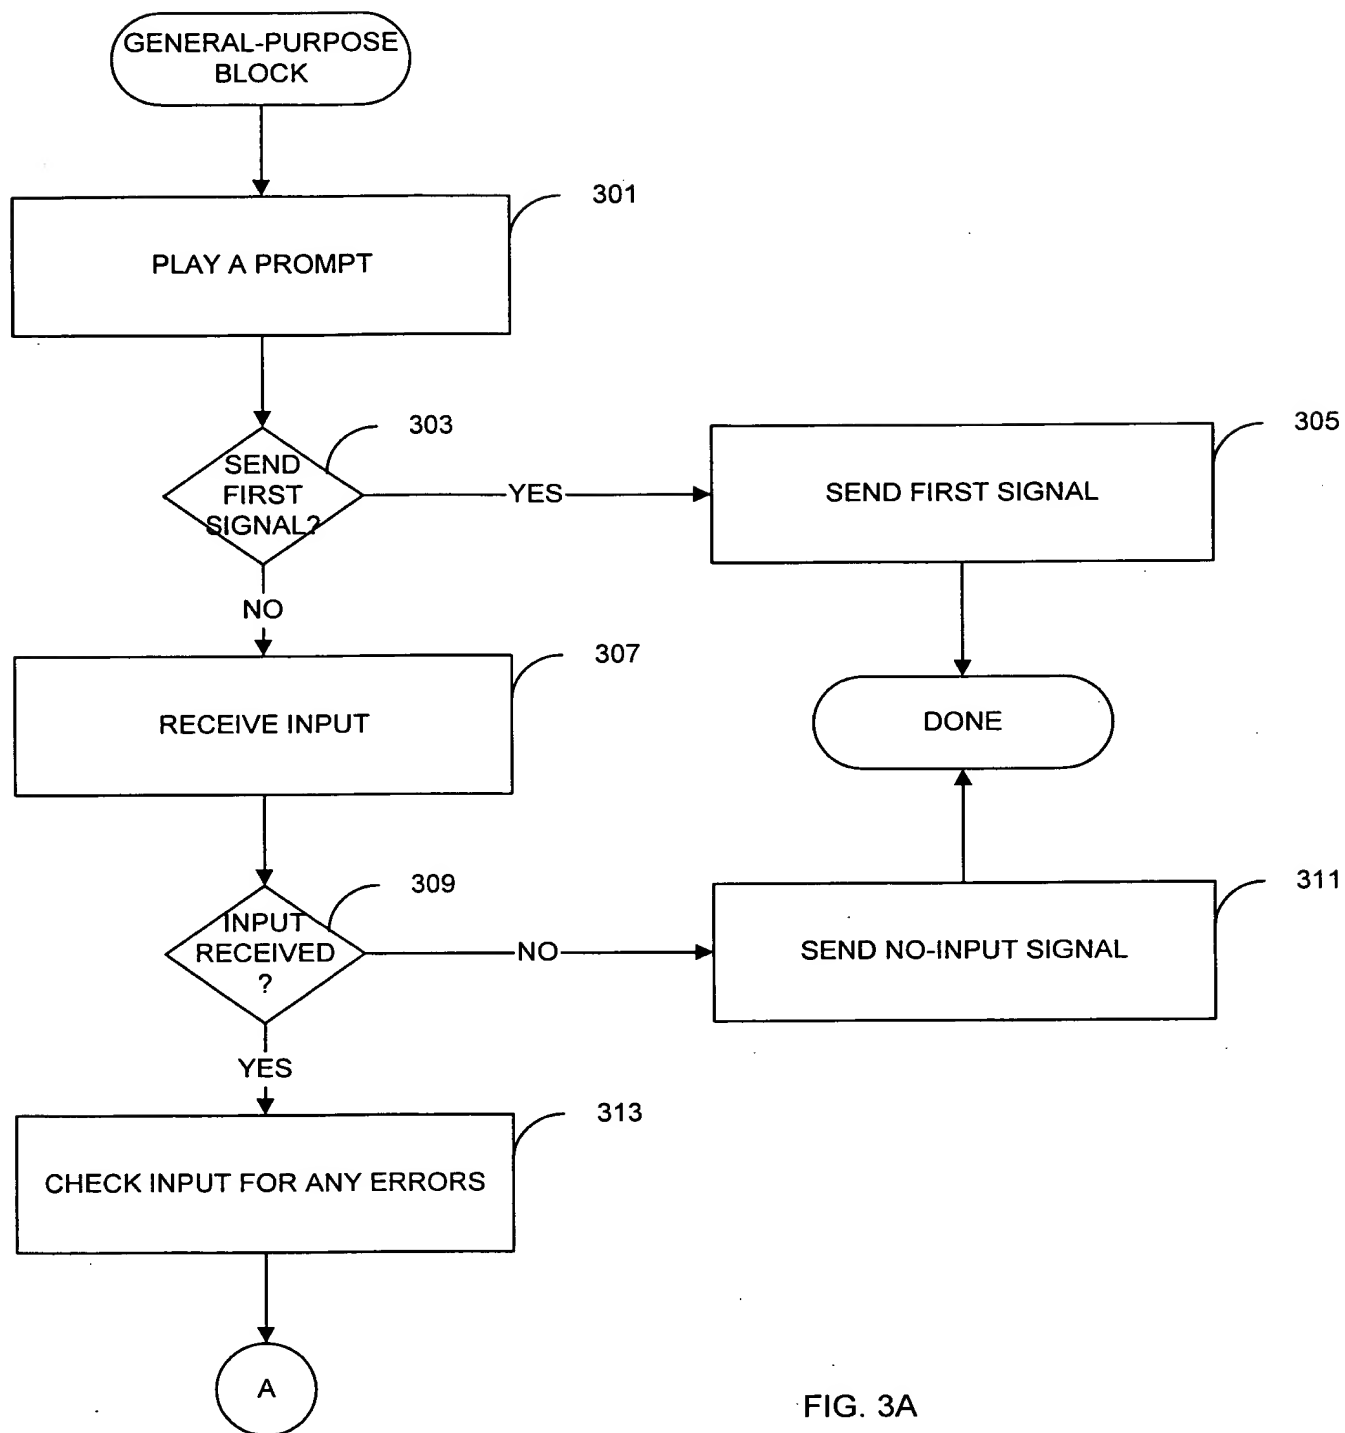 GENERAL-PURPOSE
BLOCK
301
PLAY A PROMPT
303
SEND
FIRST
SIGNAL?
YES
305
SEND FIRST SIGNAL
NO
307
RECEIVE INPUT
DONE
309
INPUT
RECEIVED
?
NO
311
SEND NO-INPUT SIGNAL
YES
313
CHECK INPUT FOR ANY ERRORS
A
FIG. 3A